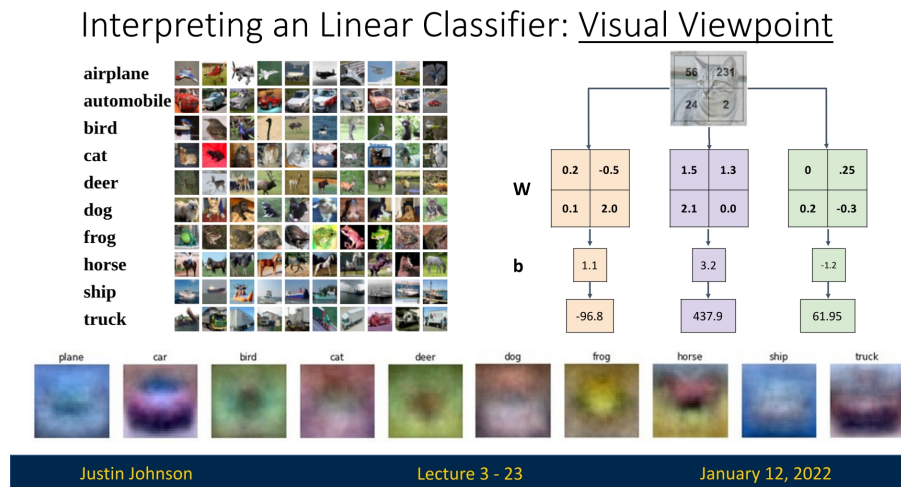 Interpreting an Linear Classifier: Visual Viewpoint
airplane
automobile
bird
cat
deer
dog
frog
horse
ship
truck
56 231
24 2
W
0.2 -0.5
0.1 2.0
1.5 1.3
2.1 0.0
0 .25
0.2 -0.3
b
1.1 3.2 -1.2
-96.8 437.9 61.95
plane car bird cat deer dog frog horse ship truck
Justin Johnson Lecture 3 - 23 January 12, 2022